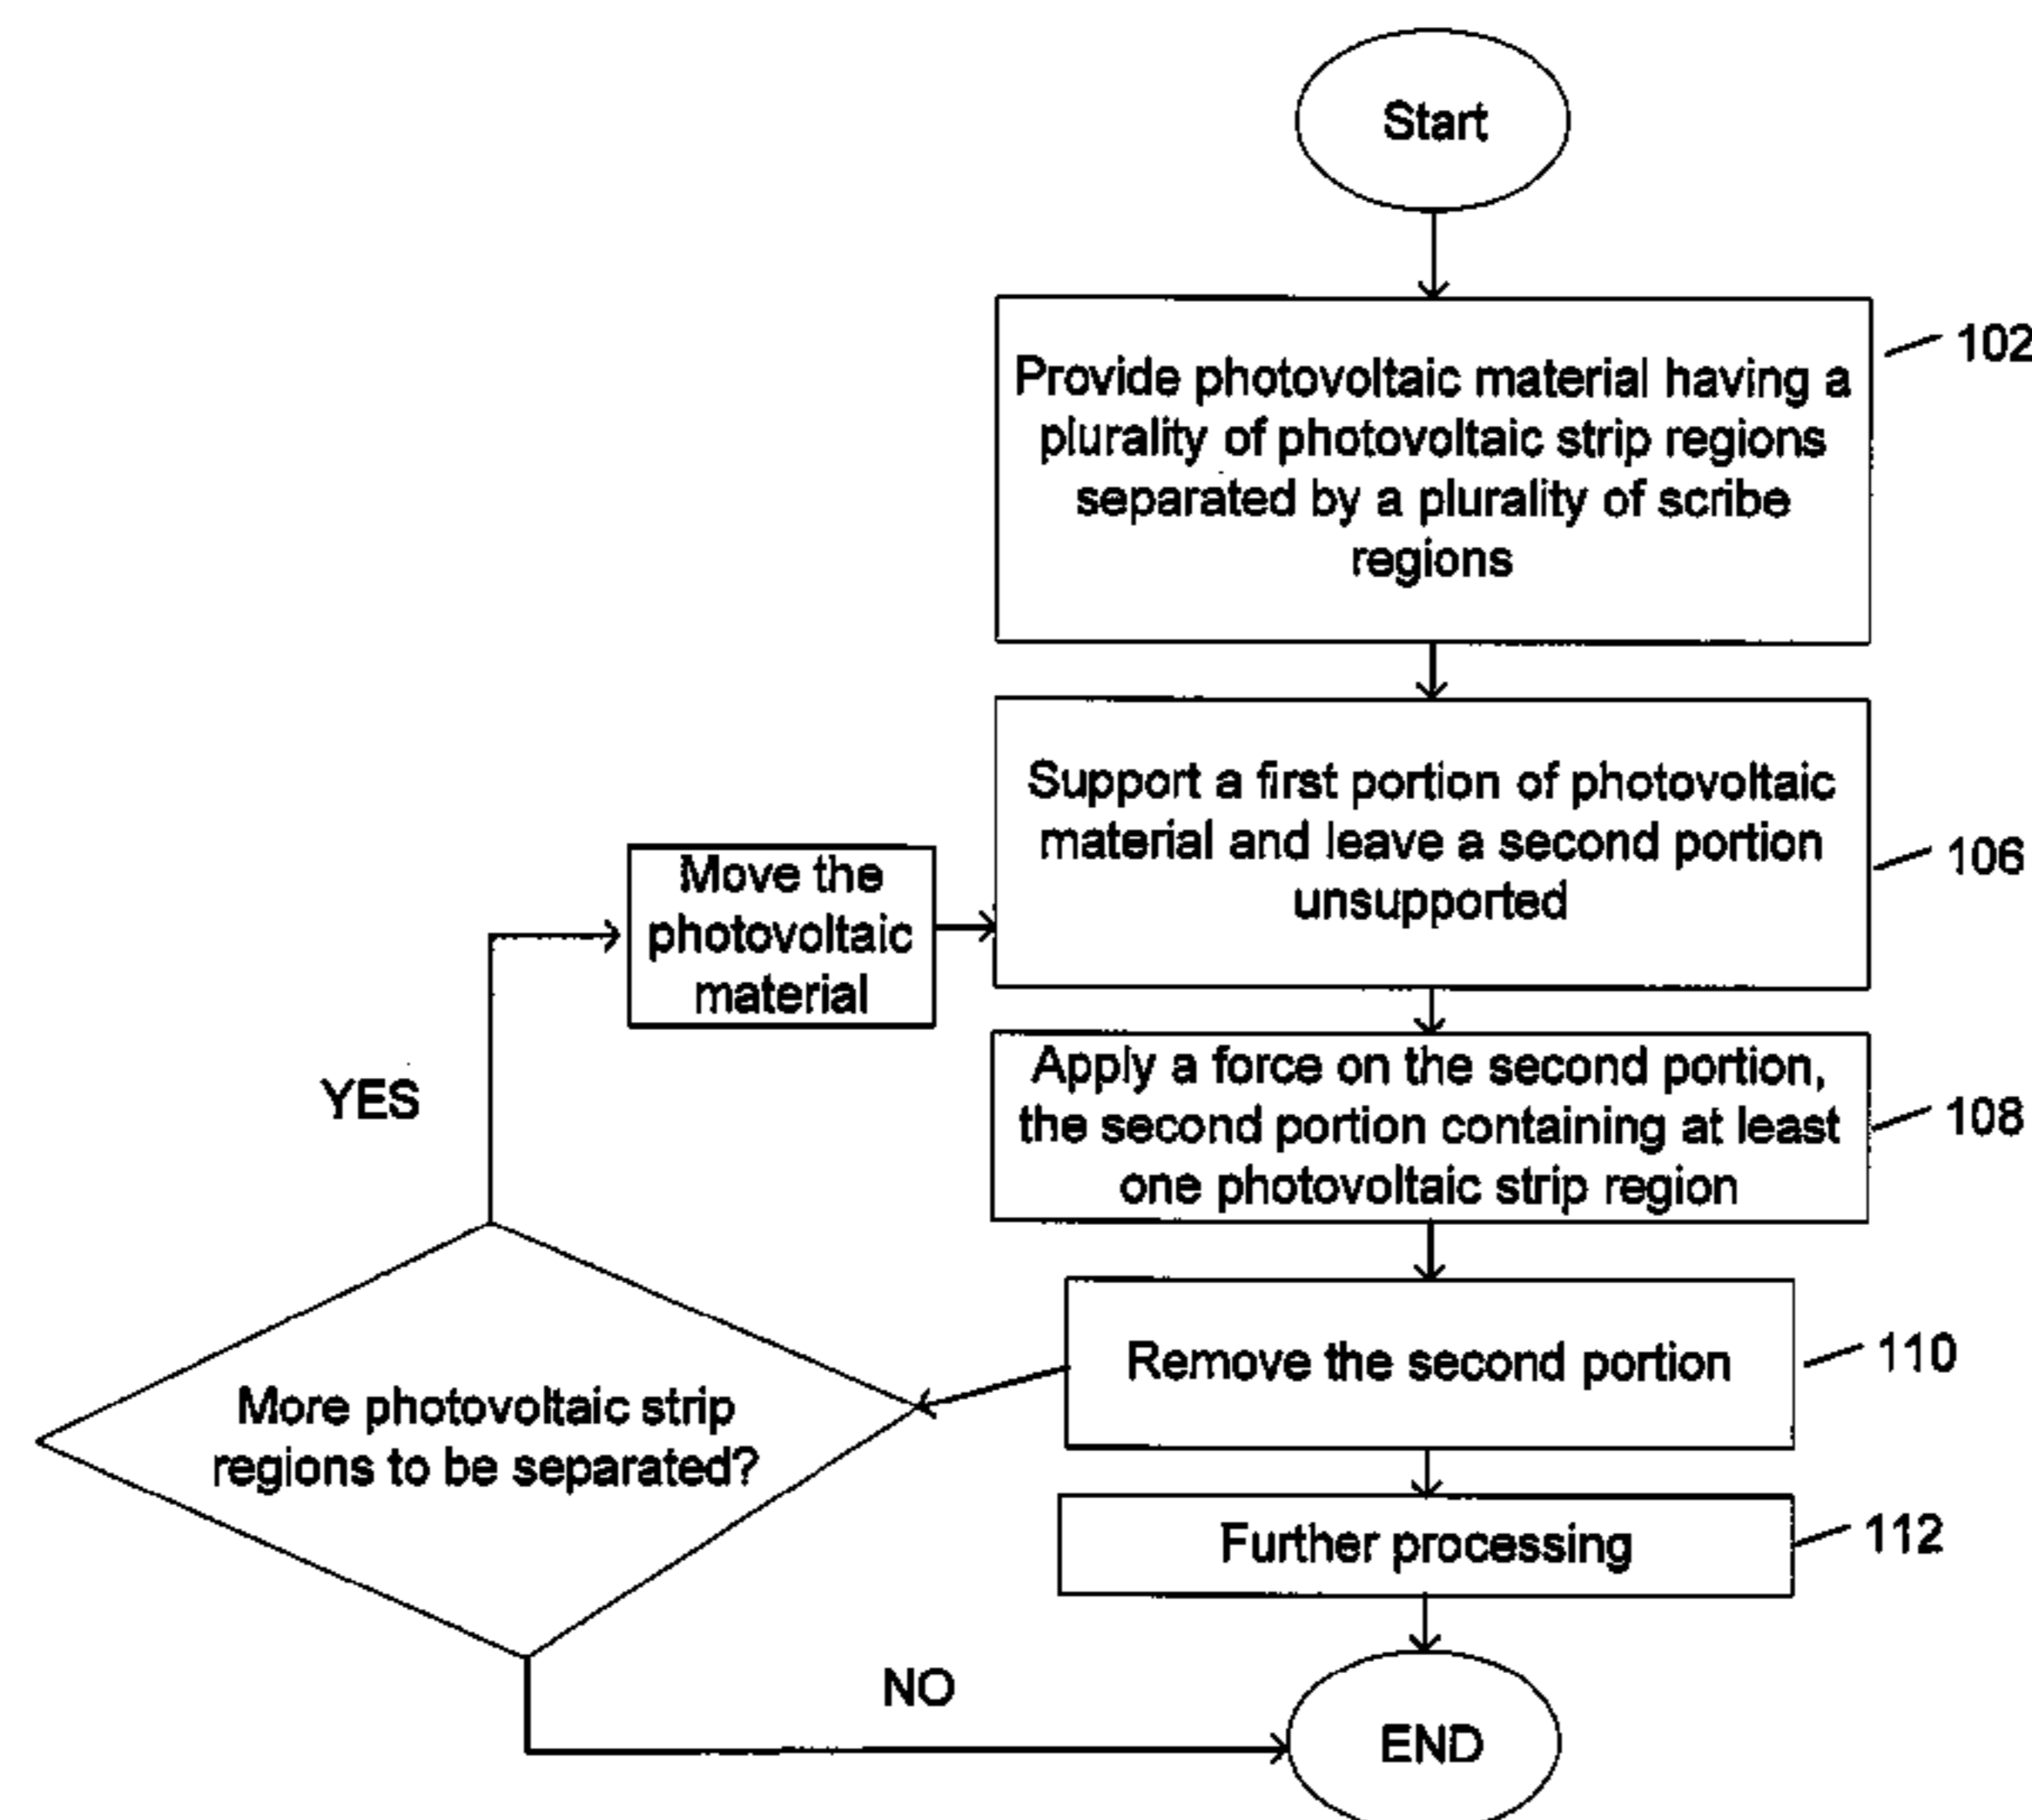 Start
Provide photovoltaic material having a
plurality of photovoltaic strip regions
separated by a plurality of scribe
regions
102
Support a first portion of photovoltaic
material and leave a second portion
unsupported
106
Move the
photovoltaic
material
Apply a force on the second portion,
the second portion containing at least
one photovoltaic strip region
108
YES
Remove the second portion
110
More photovoltaic strip
regions to be separated?
Further processing
112
NO
END